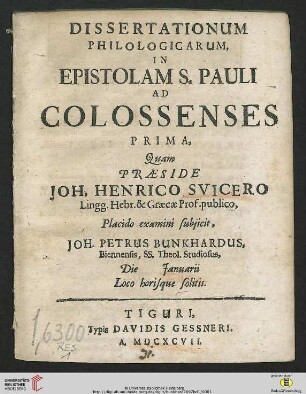 DISSERTATIONUM
PHILOLOGICARUM,
IN
EPISTOLAM S. PAULI
AD
COLOSSENSES
PRIMA,
Quam
PRÆSIDE
JOH. HENRICO SVICERO
Lingg. Hebr. & Græcæ Prof. publico,
Placido examini subjicit,
JOH. PETRUS BUNKHARDUS,
Biennensis, SS. Theol. Studiosus,
Die Januarii
Loco horisque solitis.
TIGURI,
Typis DAVIDIS GESSNERI.
A. MDCXCVII.